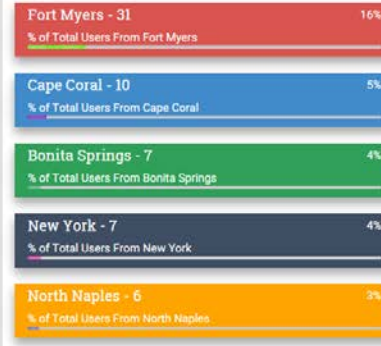 Fort Myers - 31 16%
% of Total Users From Fort Myers
Cape Coral - 10 5%
% of Total Users From Cape Coral
Bonita Springs - 7 4%
% of Total Users From Bonita Springs
New York - 7 4%
% of Total Users From New York
North Naples - 6 3%
% of Total Users From North Naples